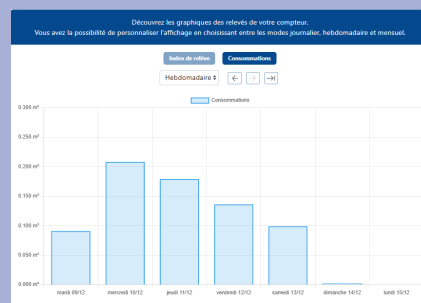 Découvrez les graphiques des relevés de votre compteur.
Vous avez la possibilité de personnaliser l'affichage en choisissant entre les modes journalier, hebdomadaire et mensuel.
Index de relève Consommations
Hebdomadaire
Consommations
0.300 m³
0.250 m³
0.200 m³
0.150 m³
0.100 m³
0.050 m³
0.000 m³
mardi 09/12 mercredi 10/12 jeudi 11/12 vendredi 12/12 samedi 13/12 dimanche 14/12 lundi 15/12